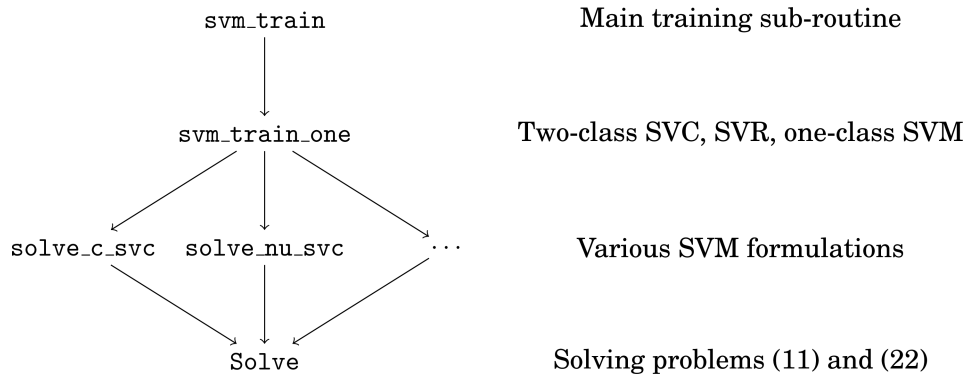 svm_train Main training sub-routine
svm_train_one Two-class SVC, SVR, one-class SVM
solve_c_svc solve_nu_svc ... Various SVM formulations
Solve Solving problems (11) and (22)